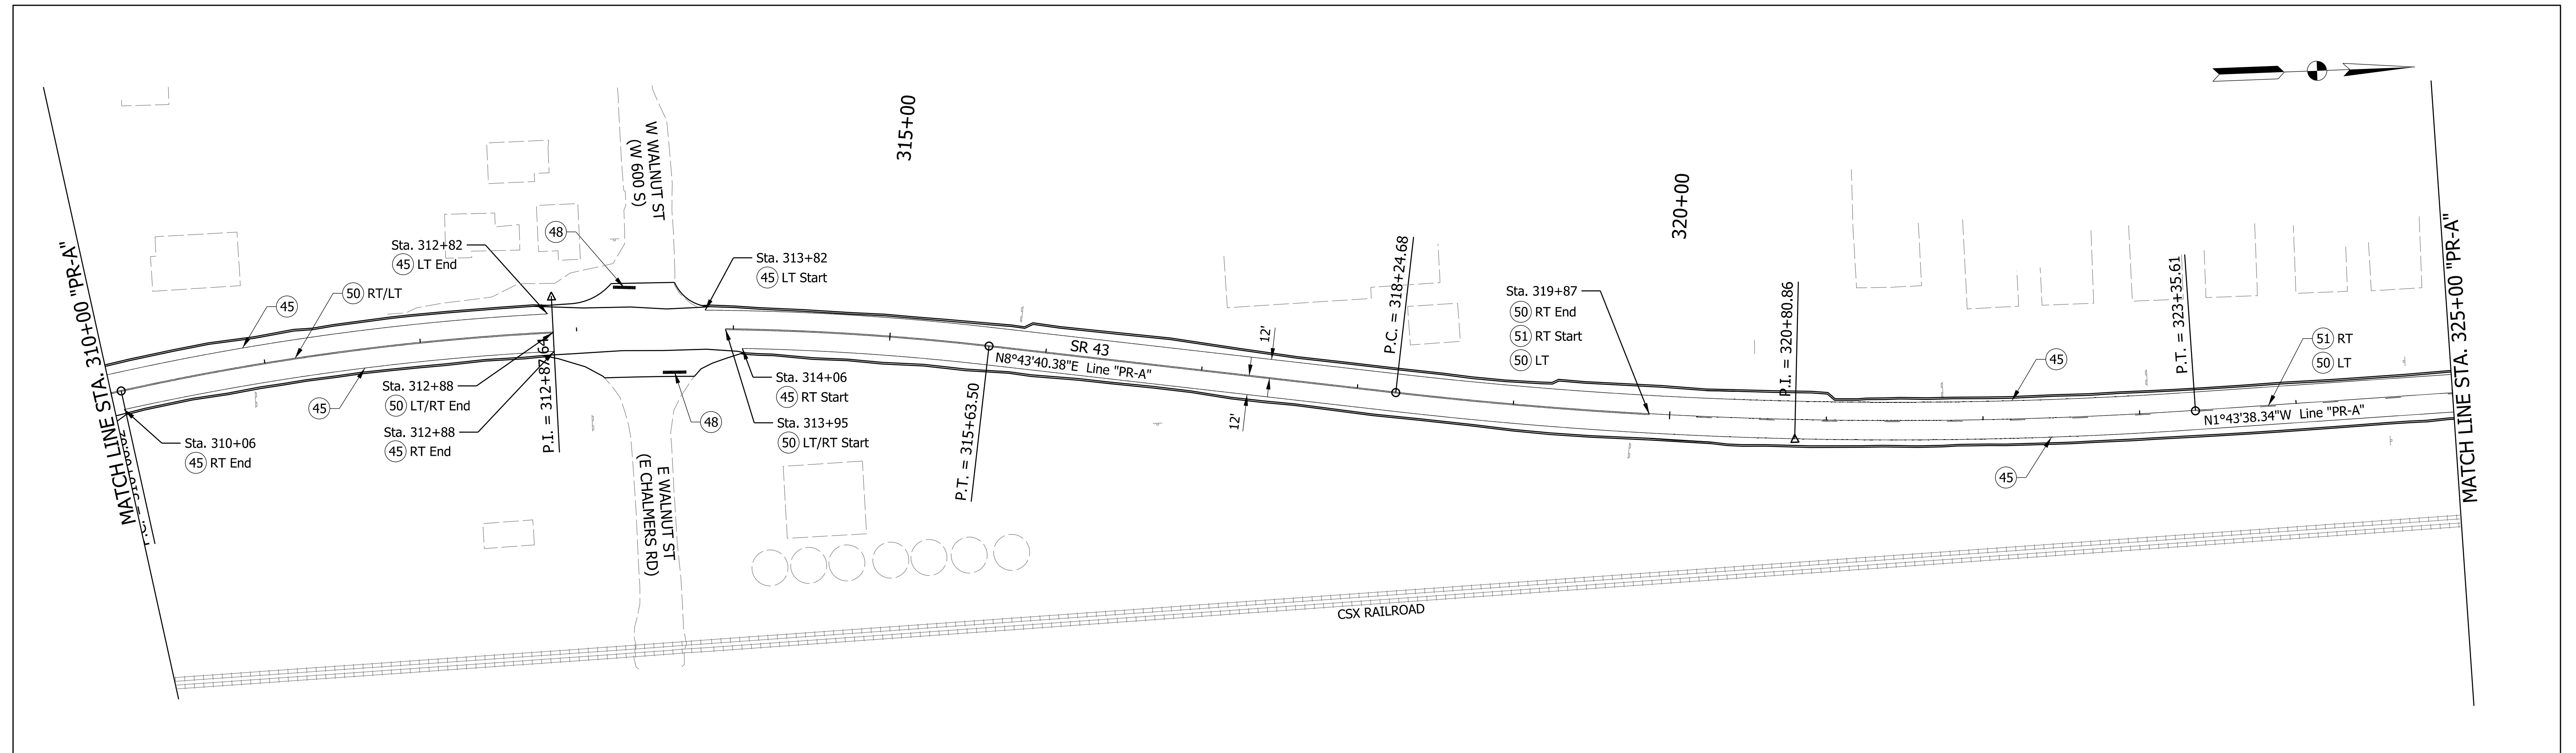 MATCH LINE STA. 310+00 "PR-A"
45
50 RT/LT
Sta. 312+82
45 LT End
48
W WALNUT ST
(W 600 S)
Sta. 313+82
45 LT Start
315+00
SR 43
N8°43'40.38"E Line "PR-A"
12'
12'
P.C. = 318+24.68
Sta. 319+87
50 RT End
51 RT Start
50 LT
320+00
P.I. = 320+80.86
45
P.T. = 323+35.61
51 RT
50 LT
N1°43'38.34"W Line "PR-A"
MATCH LINE STA. 325+00 "PR-A"
Sta. 310+06
45 RT End
45
Sta. 312+88
50 LT/RT End
Sta. 312+88
45 RT End
P.I. = 312+87.64
48
E WALNUT ST
(E CHALMERS RD)
Sta. 314+06
45 RT Start
Sta. 313+95
50 LT/RT Start
P.T. = 315+63.50
45
CSX RAILROAD